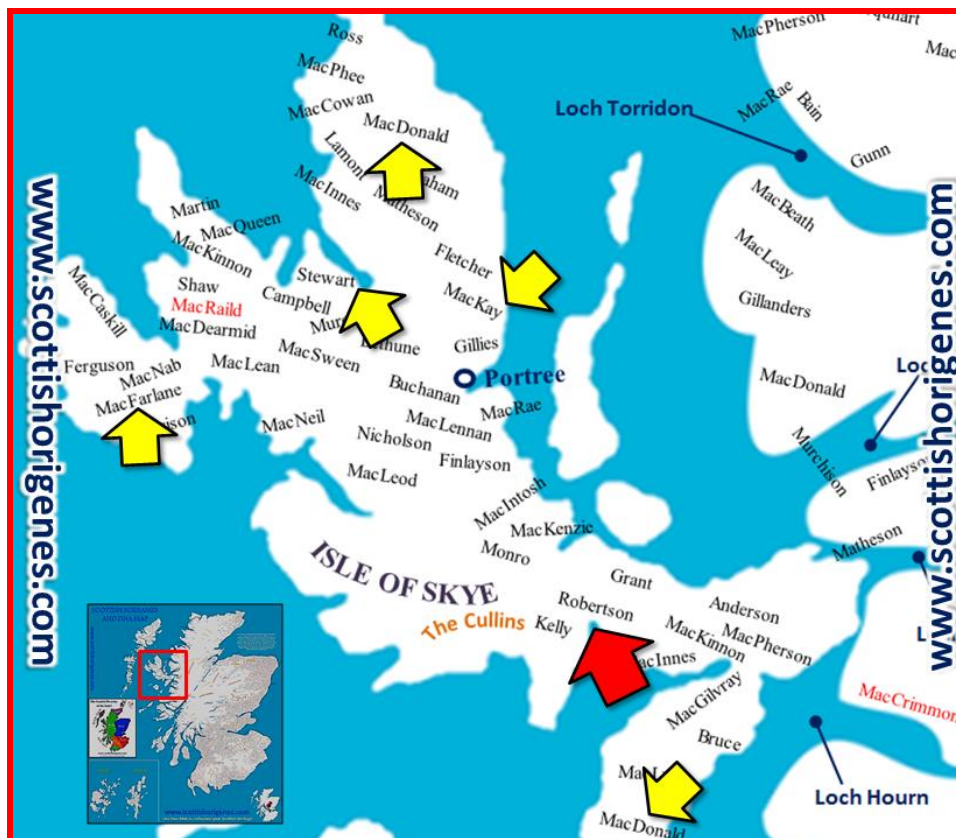 Ross
MacPhee
MacCowan
MacDonald
Lamont
MacInnes
Matheson
Martin
MacQueen
MacKinnon
Stewart
Shaw
Campbell
MacRaild
MacDearmid
MacCaskill
Ferguson
MacNab
MacFarlane
MacLean
MacSween
MacNeil
Fletcher
MacKay
Gillies
Portree
Buchanan
MacRae
MacLennan
Nicholson
Finlayson
MacLeod
MacIntosh
MacKenzie
Monro
ISLE OF SKYE
The Cullins
Grant
Robertson
Kelly
Anderson
MacKinnon
MacPherson
MacGilvray
Bruce
MacDonald
MacPherson
MacRae
Bain
Gunn
Loch Torridon
MacBeath
MacLeay
Gillanders
MacDonald
Murchison
Finlayson
Matheson
MacCrimmon
Loch Hourn
www.scottishorigenes.com
www.scottishorigenes.com